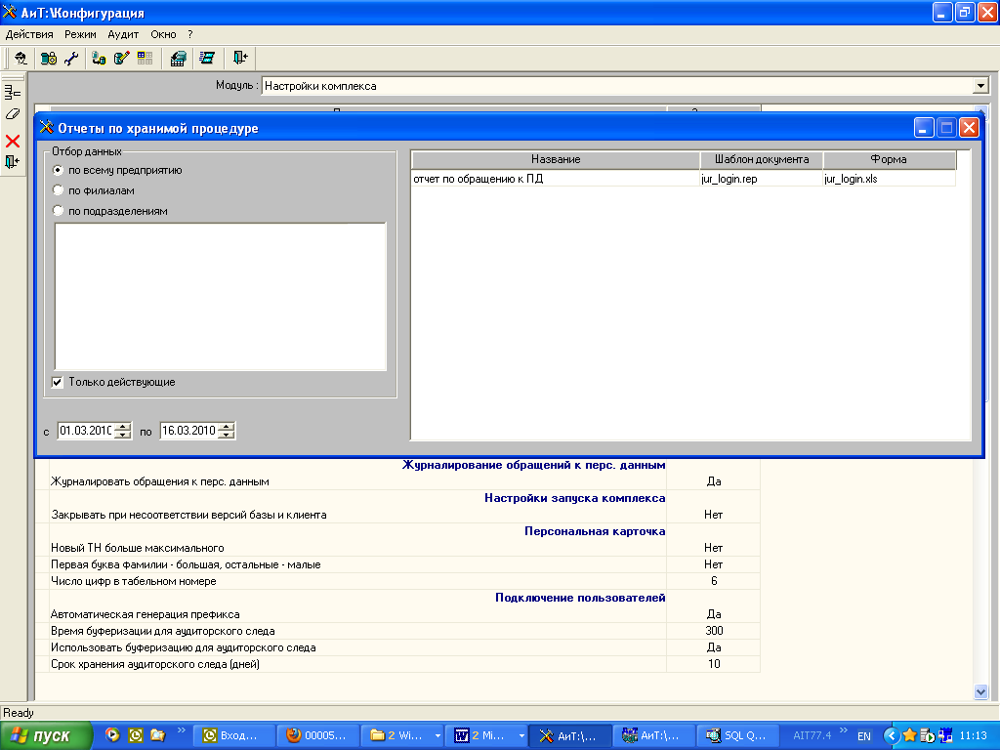 АиТ:\Конфигурация
Действия Режим Аудит Окно ?
Модуль : Настройки комплекса
Отчеты по хранимой процедуре
Отбор данных
по всему предприятию
по филиалам
по подразделениям
Только действующие
с 01.03.2010 по 16.03.2010
Название Шаблон документа Форма
отчет по обращению к ПД jur_login.rep jur_login.xls
Журналирование обращений к перс. данным
Журналировать обращения к перс. данным Да
Настройки запуска комплекса
Закрывать при несоответствии версий базы и клиента Нет
Персональная карточка
Новый ТН больше максимального Нет
Первая буква фамилии - большая, остальные - малые Нет
Число цифр в табельном номере 6
Подключение пользователей
Автоматическая генерация префикса Да
Время буферизации для аудиторского следа 300
Использовать буферизацию для аудиторского следа Да
Срок хранения аудиторского следа (дней) 10
Ready
пуск Вход... 00005... 2 Wi... 2 Mi... АиТ:\... АиТ:\... SQL Q... AIT77.4 EN 11:13